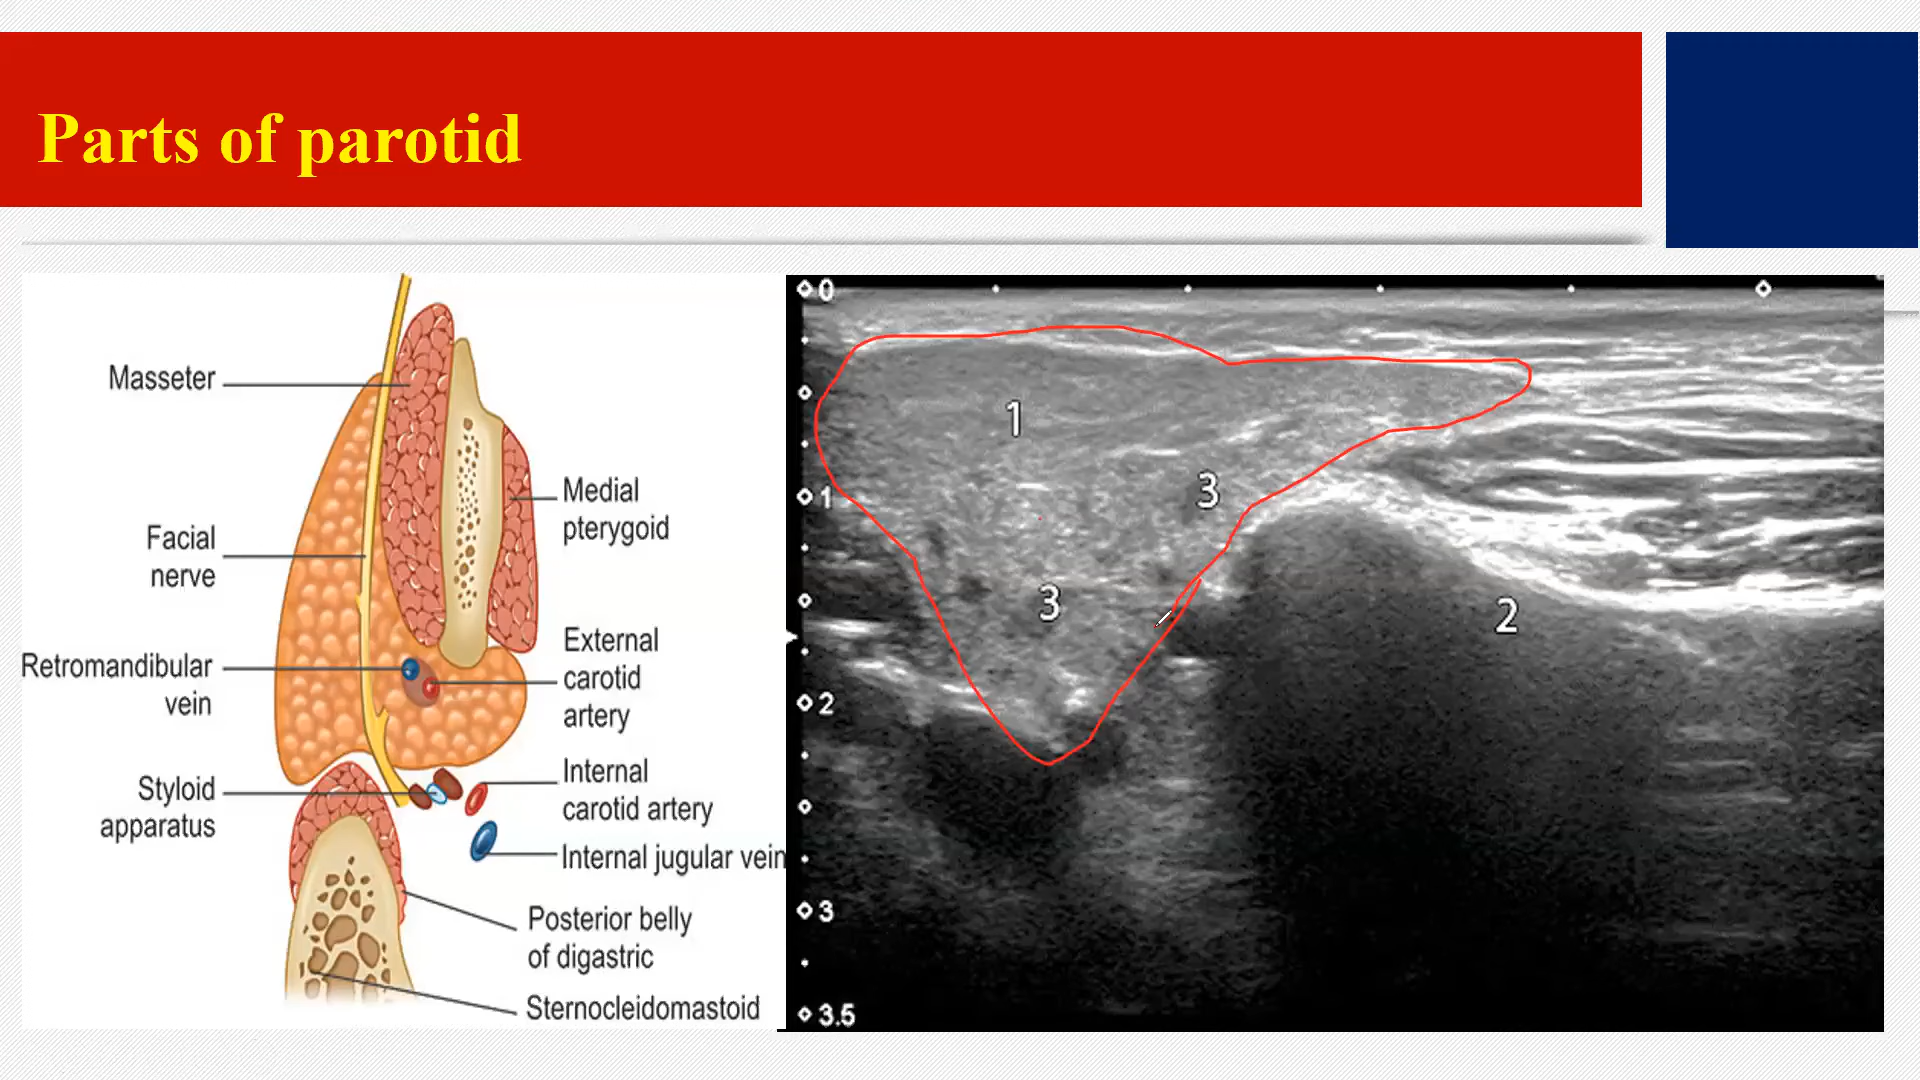 Parts of parotid
Masseter
Facial
nerve
Retromandibular
vein
Styloid
apparatus
Medial
pterygoid
External
carotid
artery
Internal
carotid artery
Internal jugular vein
Posterior belly
of digastric
Sternocleidomastoid
0
1
2
3
3.5
1
3
3
2